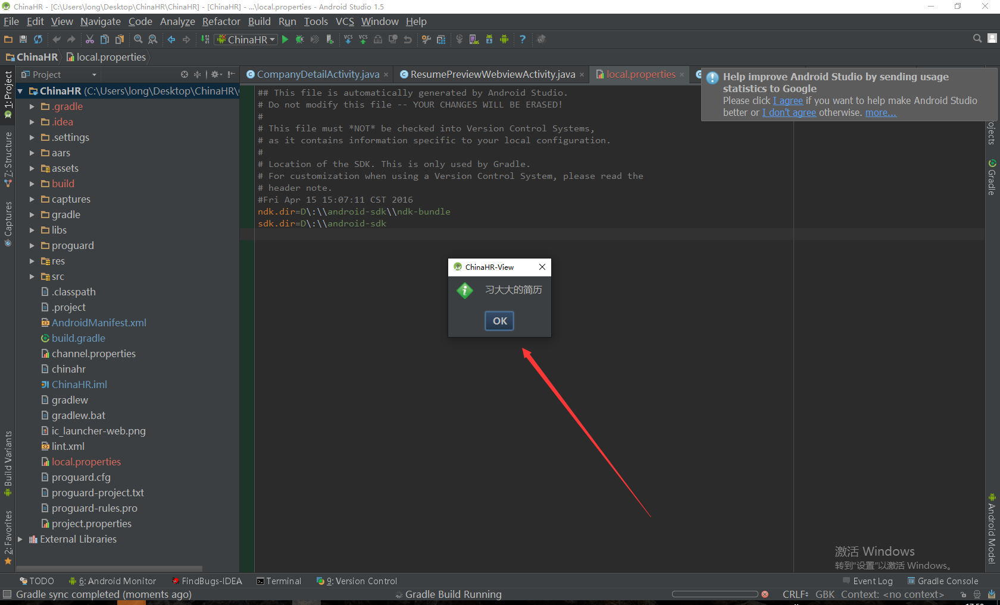 ChinaHR - [C:\Users\long\Desktop\ChinaHR\ChinaHR] - [ChinaHR] - ...\local.properties - Android Studio 1.5
File Edit View Navigate Code Analyze Refactor Build Run Tools VCS Window Help
ChinaHR
ChinaHR local.properties
Project
CompanyDetailActivity.java ResumePreviewWebviewActivity.java local.properties
Help improve Android Studio by sending usage
statistics to Google
Please click I agree if you want to help make Android Studio
better or I don't agree otherwise. more...
1: Project
7: Structure
Captures
Build Variants
2: Favorites
ChinaHR (C:\Users\long\Desktop\ChinaHR\
.gradle
.idea
.settings
aars
assets
build
captures
gradle
libs
proguard
res
src
.classpath
.project
AndroidManifest.xml
build.gradle
channel.properties
chinahr
ChinaHR.iml
gradlew
gradlew.bat
ic_launcher-web.png
lint.xml
local.properties
proguard.cfg
proguard-project.txt
proguard-rules.pro
project.properties
External Libraries
## This file is automatically generated by Android Studio.
# Do not modify this file -- YOUR CHANGES WILL BE ERASED!
#
# This file must *NOT* be checked into Version Control Systems,
# as it contains information specific to your local configuration.
#
# Location of the SDK. This is only used by Gradle.
# For customization when using a Version Control System, please read the
# header note.
#Fri Apr 15 15:07:11 CST 2016
ndk.dir=D\:\\android-sdk\\ndk-bundle
sdk.dir=D\:\\android-sdk
ChinaHR-View
习大大的简历
OK
Gradle
Android Model
激活 Windows
转到"设置"以激活 Windows。
TODO 6: Android Monitor FindBugs-IDEA Terminal 9: Version Control Event Log Gradle Console
Gradle sync completed (moments ago) Gradle Build Running CRLF GBK Context: <no context>